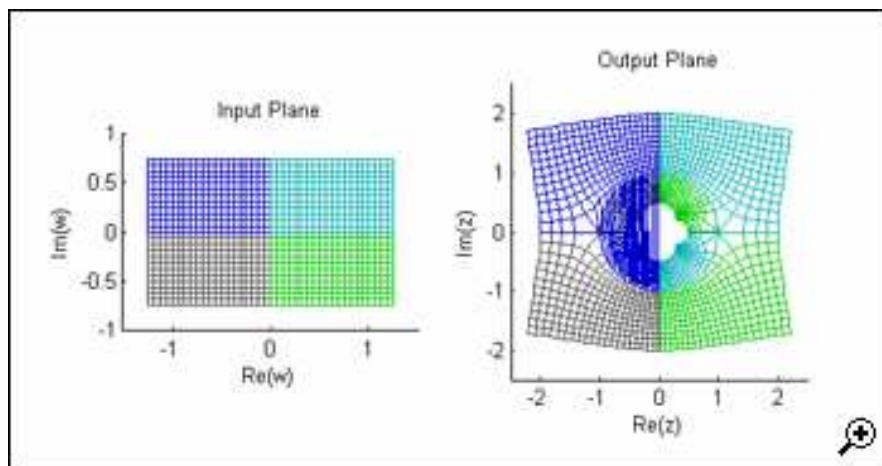 Input Plane
1
0.5
0
-0.5
-1
Im(w)
-1 0 1
Re(w)
Output Plane
2
1
0
-1
-2
Im(z)
-2 -1 0 1 2
Re(z)